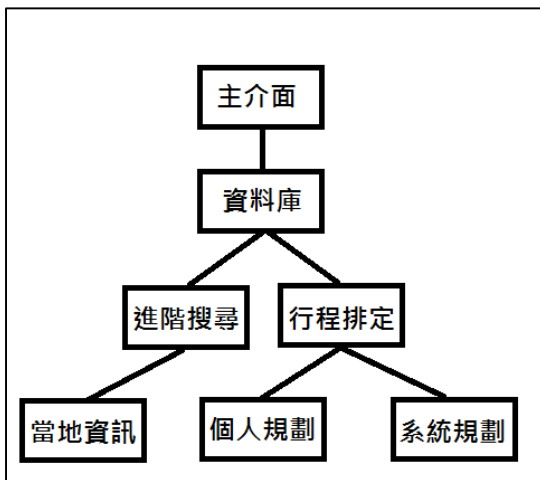 主介面
資料庫
進階搜尋
行程排定
當地資訊
個人規劃
系統規劃